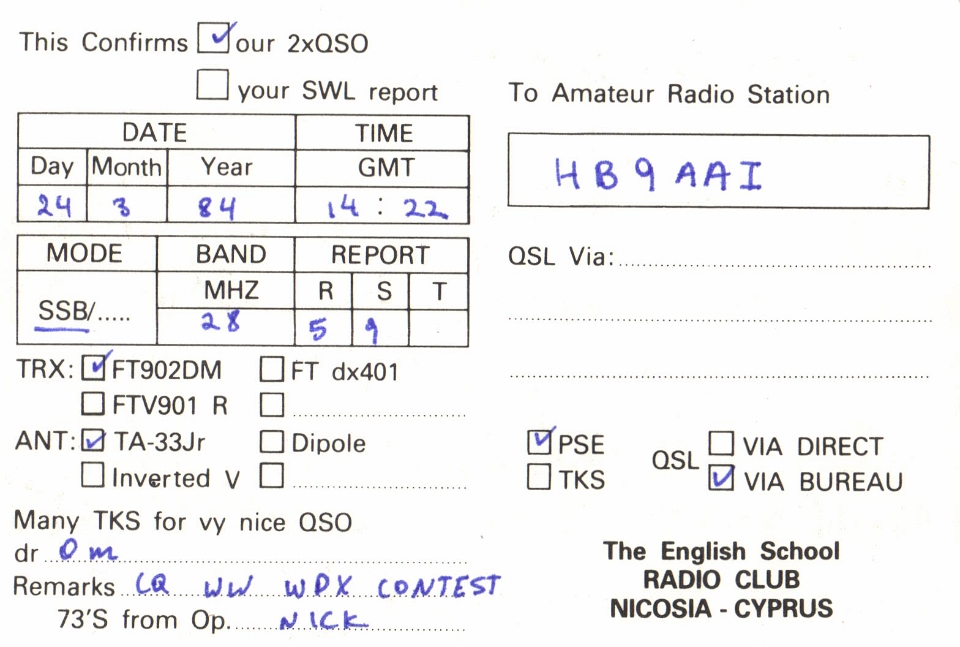 This Confirms our 2xQSO
your SWL report
DATE TIME
Day Month Year GMT
24 3 84 14 : 22
MODE BAND REPORT
MHZ R S T
SSB/.....
28 5 9
TRX: FT902DM FT dx401
FTV901 R
ANT: TA-33Jr Dipole
Inverted V
Many TKS for vy nice QSO
dr Om
Remarks CQ WW WPX CONTEST
73'S from Op. NICK
To Amateur Radio Station
HB9AAI
QSL Via:
PSE QSL VIA DIRECT
TKS VIA BUREAU
The English School
RADIO CLUB
NICOSIA - CYPRUS